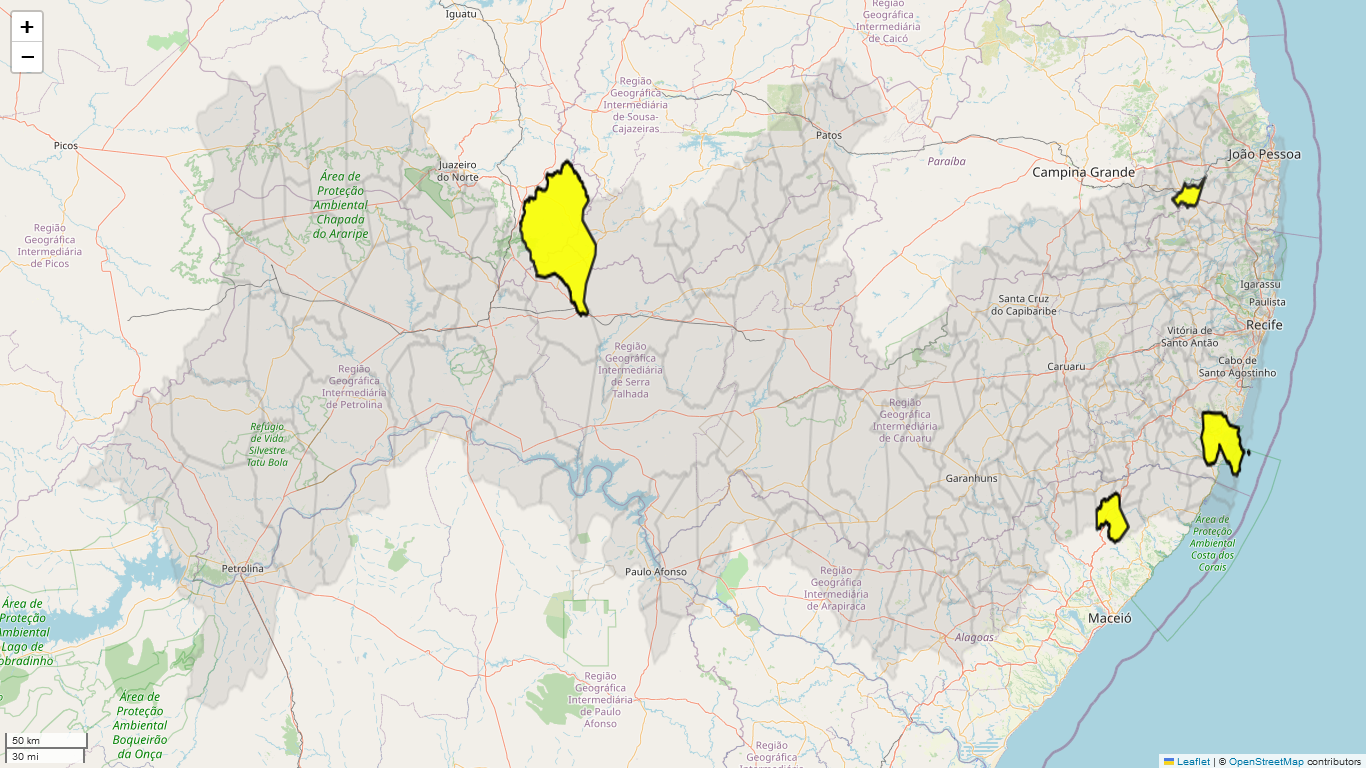 +
−
Iguatu
Região
Geográfica
Intermediária
de Caicó
Região
Geográfica
Intermediária
de Sousa-
Cajazeiras
Patos
Picos
Juazeiro
do Norte
Paraíba
Campina Grande
João Pessoa
Área de
Proteção
Ambiental
Chapada
do Araripe
Região
Geográfica
Intermediária
de Picos
Igarassu
Paulista
Recife
Santa Cruz
do Capibaribe
Vitória de
Santo Antão
Cabo de
Santo Agostinho
Caruaru
Região
Geográfica
Intermediária
de Serra
Talhada
Região
Geográfica
Intermediária
de Petrolina
Região
Geográfica
Intermediária
de Caruaru
Refúgio
de Vida
Silvestre
Tatu Bola
Garanhuns
Área de
Proteção
Ambiental
Costa dos
Corais
Petrolina
Paulo Afonso
Região
Geográfica
Intermediária
de Arapiraca
Maceió
Alagoas
Área de
Proteção
Ambiental
Lago de
obradinho
Região
Geográfica
Intermediária
de Paulo
Afonso
Área de
Proteção
Ambiental
Boqueirão
da Onça
Região
Geográfica
Intermediária
50 km
30 mi
Leaflet | © OpenStreetMap contributors